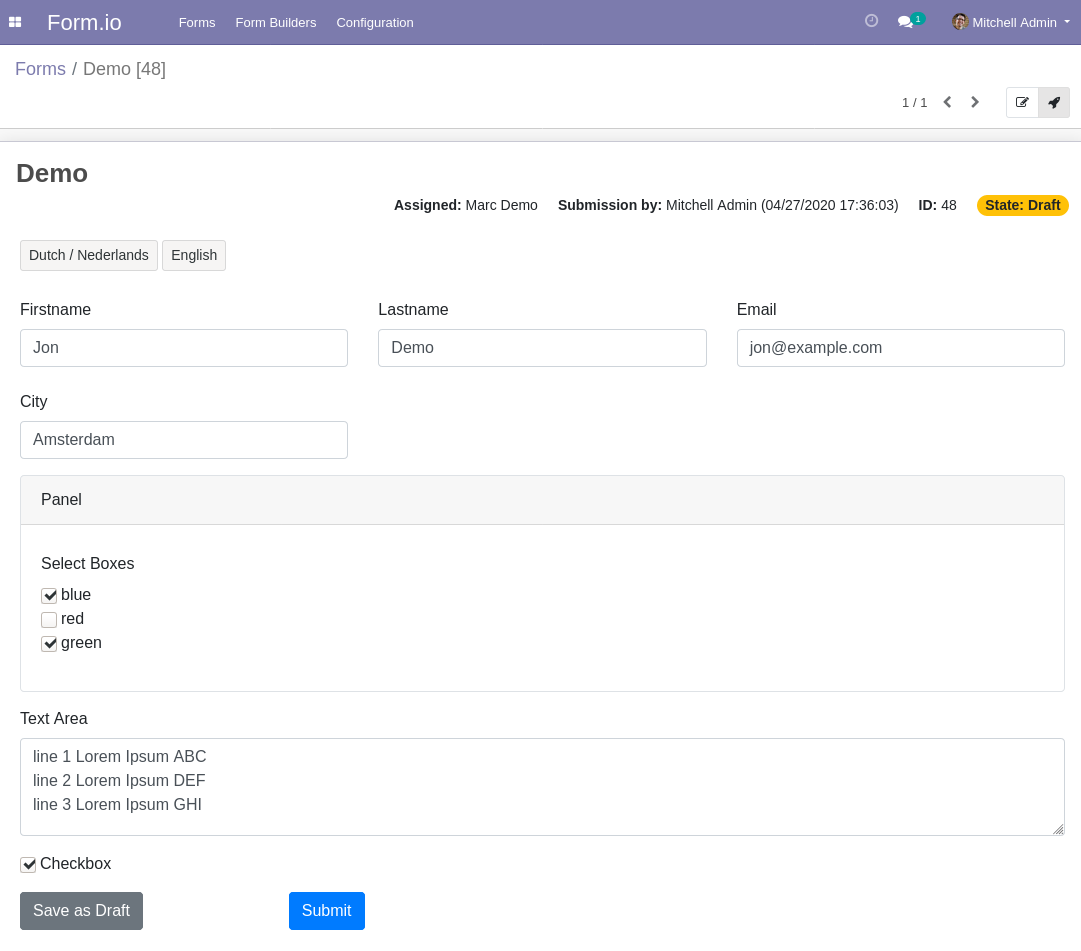 Form.io Forms Form Builders Configuration 1 Mitchell Admin
Forms / Demo [48]
1 / 1
Demo
Assigned: Marc Demo Submission by: Mitchell Admin (04/27/2020 17:36:03) ID: 48 State: Draft
Dutch / Nederlands English
Firstname Lastname Email
Jon Demo jon@example.com
City
Amsterdam
Panel
Select Boxes
blue
red
green
Text Area
line 1 Lorem Ipsum ABC
line 2 Lorem Ipsum DEF
line 3 Lorem Ipsum GHI
Checkbox
Save as Draft Submit